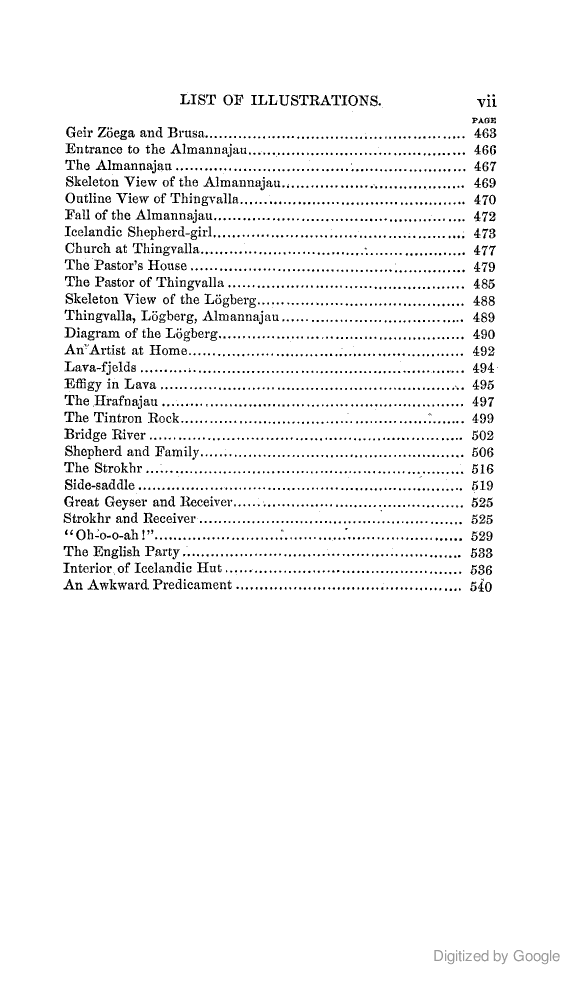 LIST OF ILLUSTRATIONS. vii
PAGE
Geir Zöega and Brusa........................................................ 463
Entrance to the Almannajau............................................... 466
The Almannajau ............................................................. 467
Skeleton View of the Almannajau........................................ 469
Outline View of Thingvalla................................................. 470
Fall of the Almannajau...................................................... 472
Icelandic Shepherd-girl...................................................... 473
Church at Thingvalla......................................................... 477
The Pastor's House ........................................................... 479
The Pastor of Thingvalla ................................................... 485
Skeleton View of the Lögberg............................................. 488
Thingvalla, Lögberg, Almannajau........................................ 489
Diagram of the Lögberg..................................................... 490
An Artist at Home............................................................ 492
Lava-fjelds ...................................................................... 494
Effigy in Lava .................................................................. 495
The Hrafnajau ................................................................. 497
The Tintron Rock............................................................. 499
Bridge River .................................................................... 502
Shepherd and Family......................................................... 506
The Strokhr ..................................................................... 516
Side-saddle ...................................................................... 519
Great Geyser and Receiver.................................................. 525
Strokhr and Receiver ......................................................... 525
“Oh-o-o-ah!”................................................................... 529
The English Party ............................................................ 533
Interior of Icelandic Hut ................................................... 536
An Awkward Predicament ................................................. 540
Digitized by Google